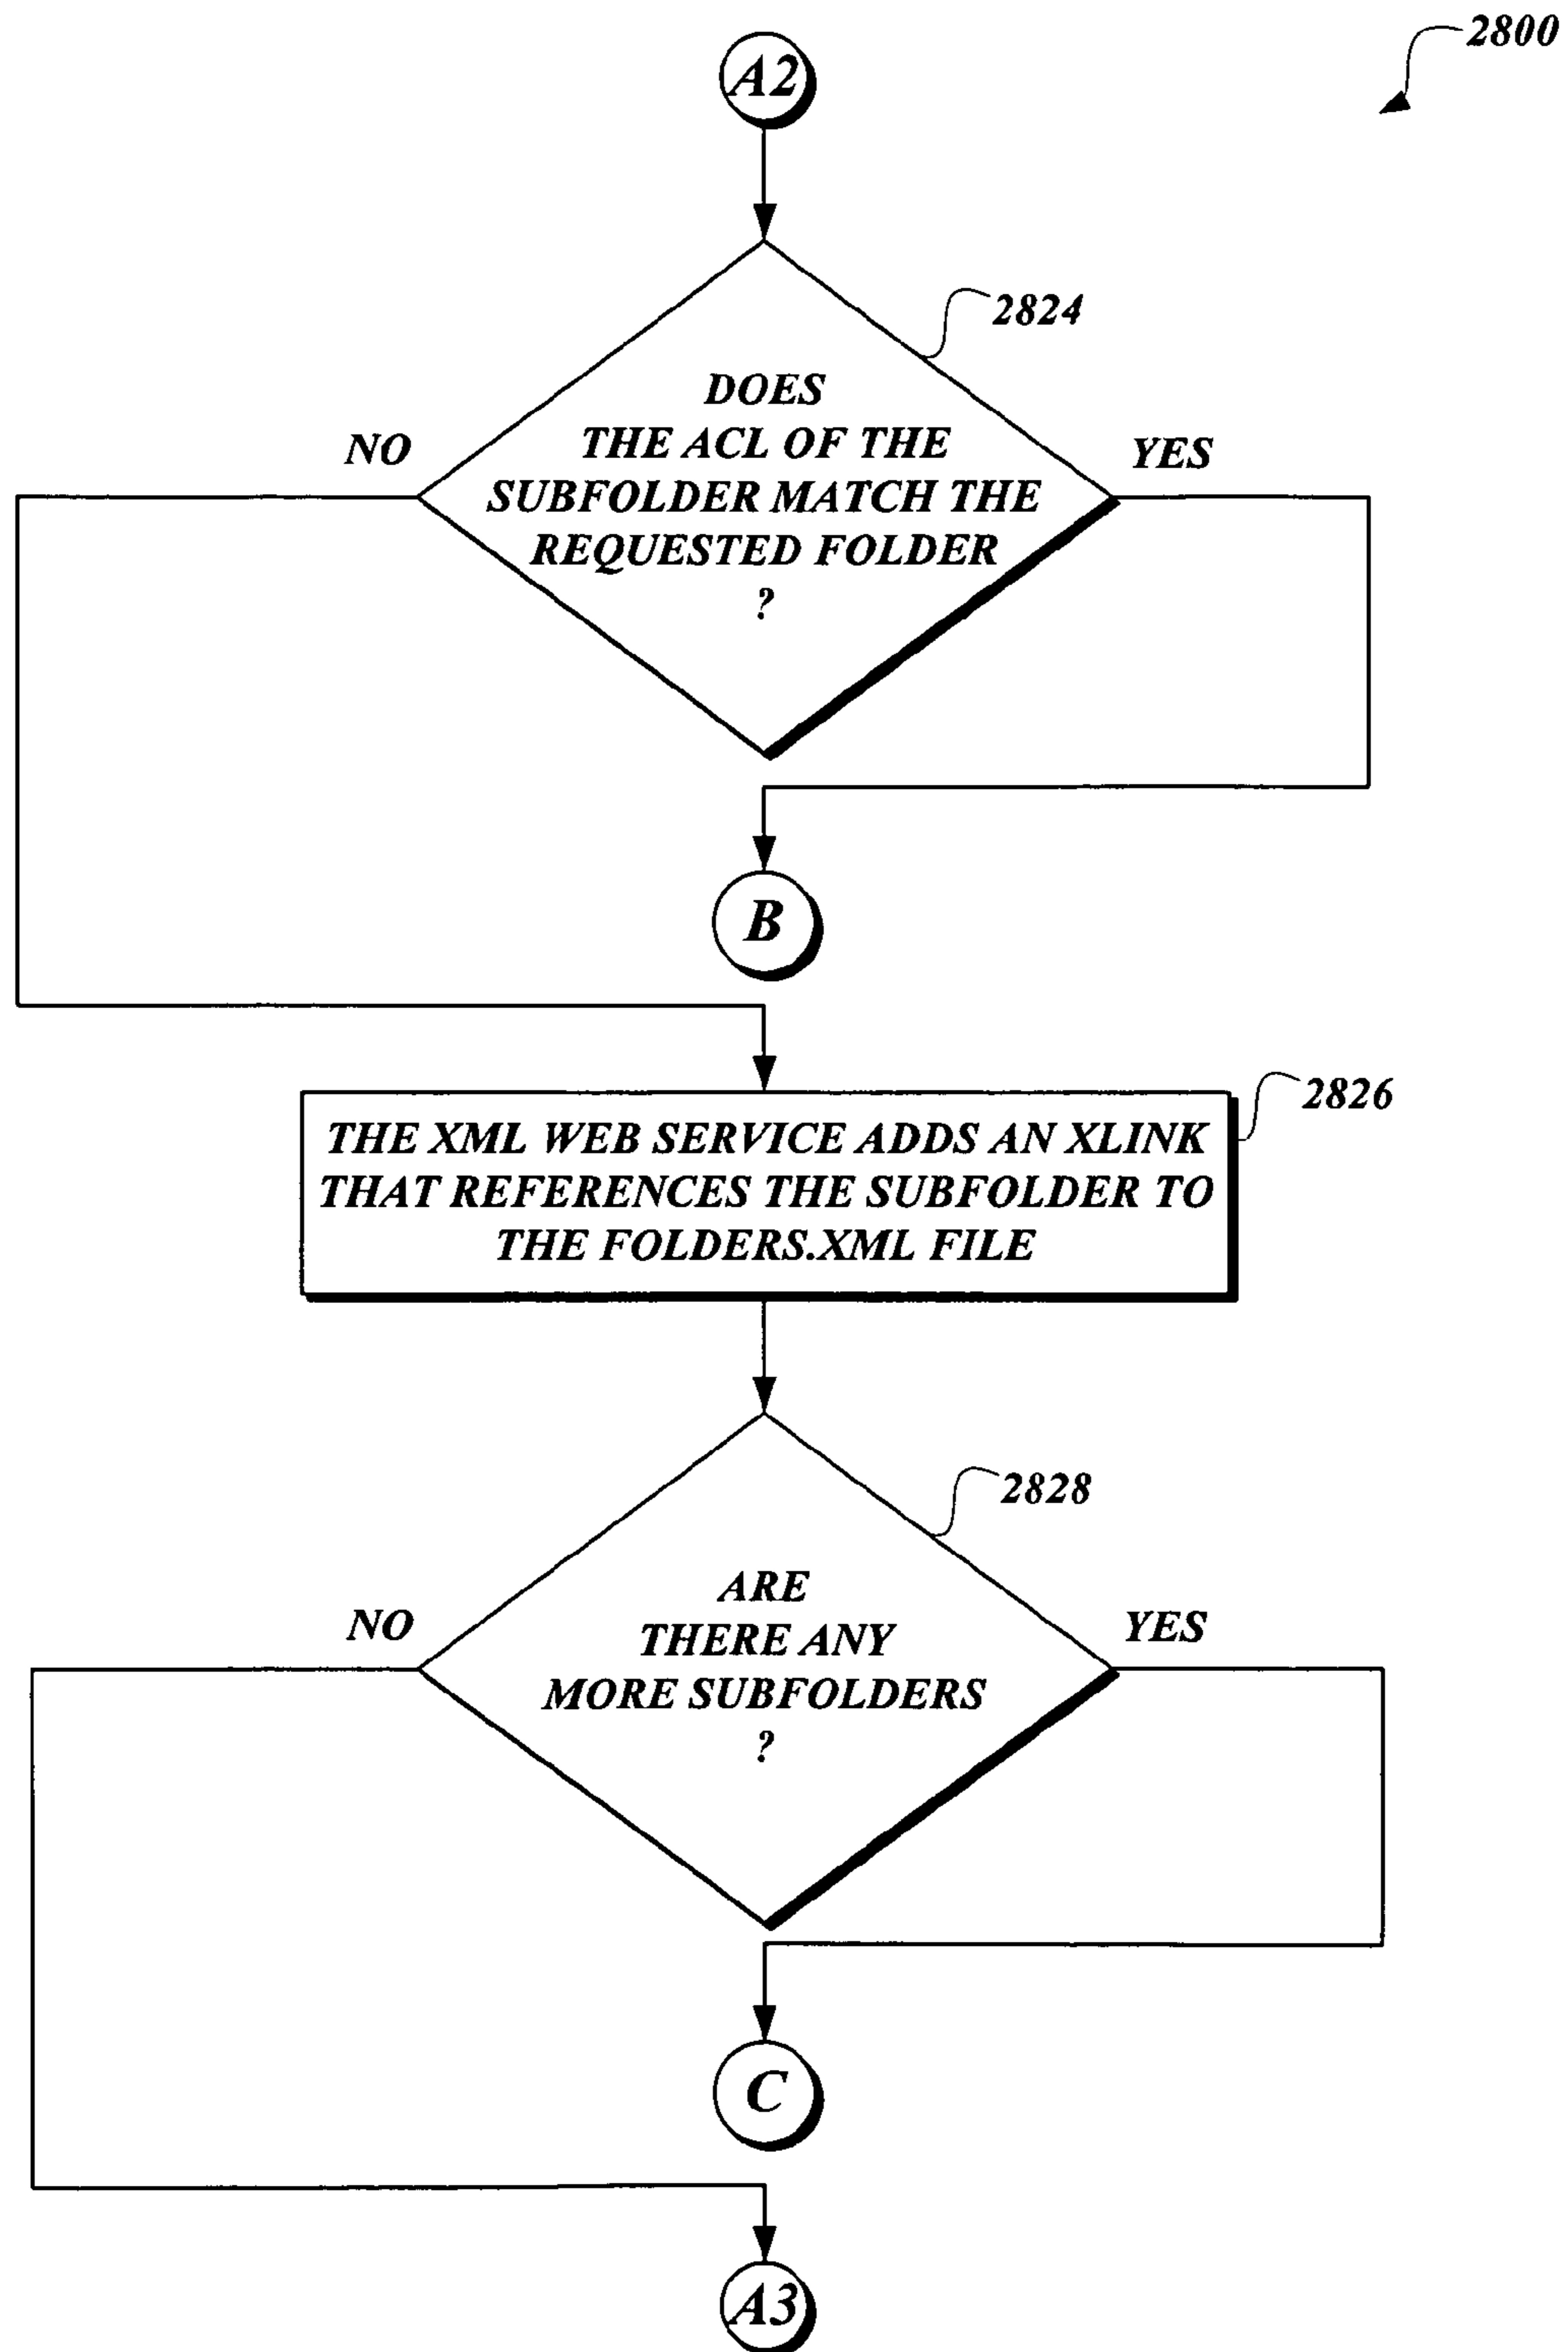 2800
A2
2824
DOES
THE ACL OF THE
SUBFOLDER MATCH THE
REQUESTED FOLDER
?
NO
YES
B
2826
THE XML WEB SERVICE ADDS AN XLINK
THAT REFERENCES THE SUBFOLDER TO
THE FOLDERS.XML FILE
2828
ARE
THERE ANY
MORE SUBFOLDERS
?
NO
YES
C
A3